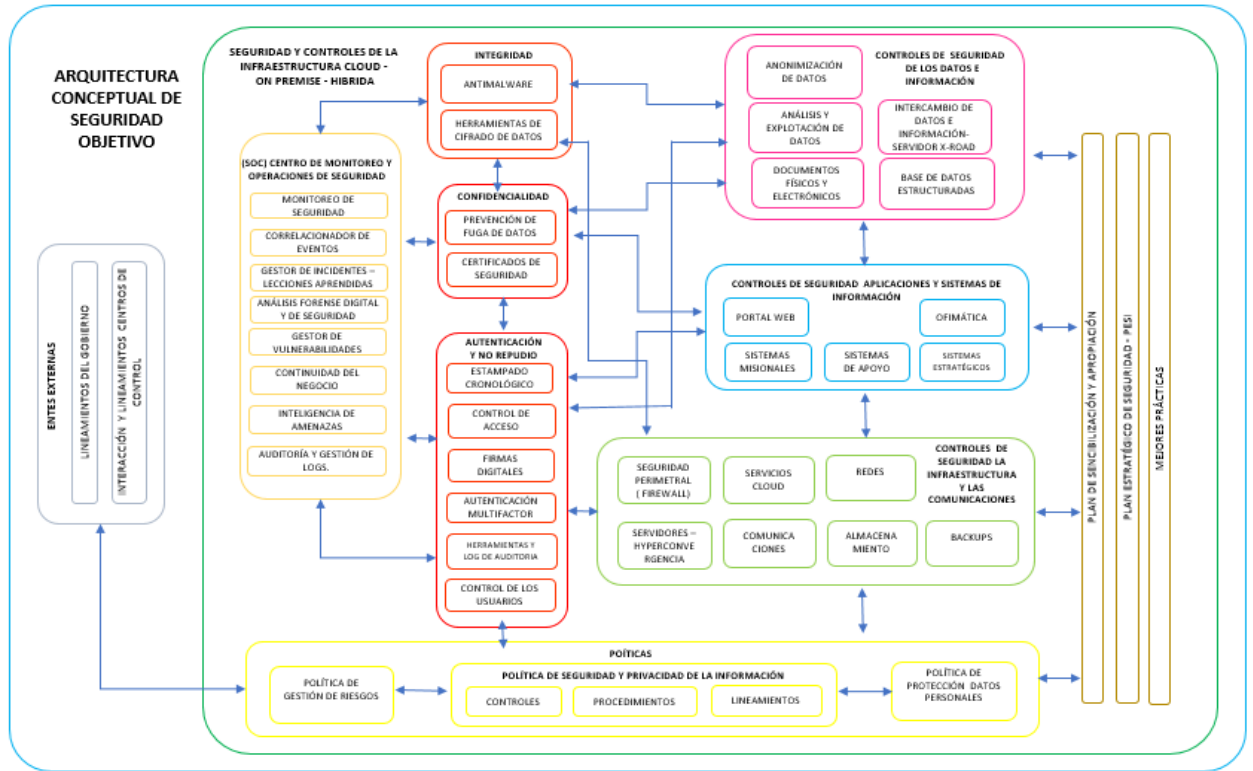 ARQUITECTURA
CONCEPTUAL DE
SEGURIDAD
OBJETIVO
ENTES EXTERNAS
LINEAMIENTOS DEL GOBIERNO
INTERACCIÓN Y LINEAMIENTOS CENTROS DE
CONTROL
SEGURIDAD Y CONTROLES DE LA
INFRAESTRUCTURA CLOUD -
ON PREMISE - HIBRIDA
(SOC) CENTRO DE MONITOREO Y
OPERACIONES DE SEGURIDAD
MONITOREO DE
SEGURIDAD
CORRELACIONADOR DE
EVENTOS
GESTOR DE INCIDENTES –
LECCIONES APRENDIDAS
ANÁLISIS FORENSE DIGITAL
Y DE SEGURIDAD
GESTOR DE
VULNERABILIDADES
CONTINUIDAD DEL
NEGOCIO
INTELIGENCIA DE
AMENAZAS
AUDITORÍA Y GESTIÓN DE
LOGS.
INTEGRIDAD
ANTIMALWARE
HERRAMIENTAS DE
CIFRADO DE DATOS
CONFIDENCIALIDAD
PREVENCIÓN DE
FUGA DE DATOS
CERTIFICADOS DE
SEGURIDAD
AUTENTICACIÓN
Y NO REPUDIO
ESTAMPADO
CRONOLÓGICO
CONTROL DE
ACCESO
FIRMAS
DIGITALES
AUTENTICACIÓN
MULTIFACTOR
HERRAMIENTAS Y
LOG DE AUDITORIA
CONTROL DE LOS
USUARIOS
CONTROLES DE SEGURIDAD
DE LOS DATOS E
INFORMACIÓN
ANONIMIZACIÓN
DE DATOS
ANÁLISIS Y
EXPLOTACIÓN DE
DATOS
INTERCAMBIO DE
DATOS E
INFORMACIÓN-
SERVIDOR X-ROAD
DOCUMENTOS
FÍSICOS Y
ELECTRÓNICOS
BASE DE DATOS
ESTRUCTURADAS
CONTROLES DE SEGURIDAD APLICACIONES Y SISTEMAS DE
INFORMACIÓN
PORTAL WEB
OFIMÁTICA
SISTEMAS
MISIONALES
SISTEMAS
DE APOYO
SISTEMAS
ESTRATÉGICOS
CONTROLES DE
SEGURIDAD LA
INFRAESTRUCTURA
Y LAS
COMUNICACIONES
SEGURIDAD
PERIMETRAL
( FIREWALL)
SERVICIOS
CLOUD
REDES
SERVIDORES –
HYPERCONVE
RGENCIA
COMUNICA
CIONES
ALMACENA
MIENTO
BACKUPS
PLAN DE SENCIBILIZACIÓN Y APROPIACIÓN
PLAN ESTRATÉGICO DE SEGURIDAD - PESI
MEJORES PRÁCTICAS
POÍTICAS
POLÍTICA DE
GESTIÓN DE RIESGOS
POLÍTICA DE SEGURIDAD Y PRIVACIDAD DE LA INFORMACIÓN
CONTROLES
PROCEDIMIENTOS
LINEAMIENTOS
POLÍTICA DE
PROTECCIÓN DATOS
PERSONALES